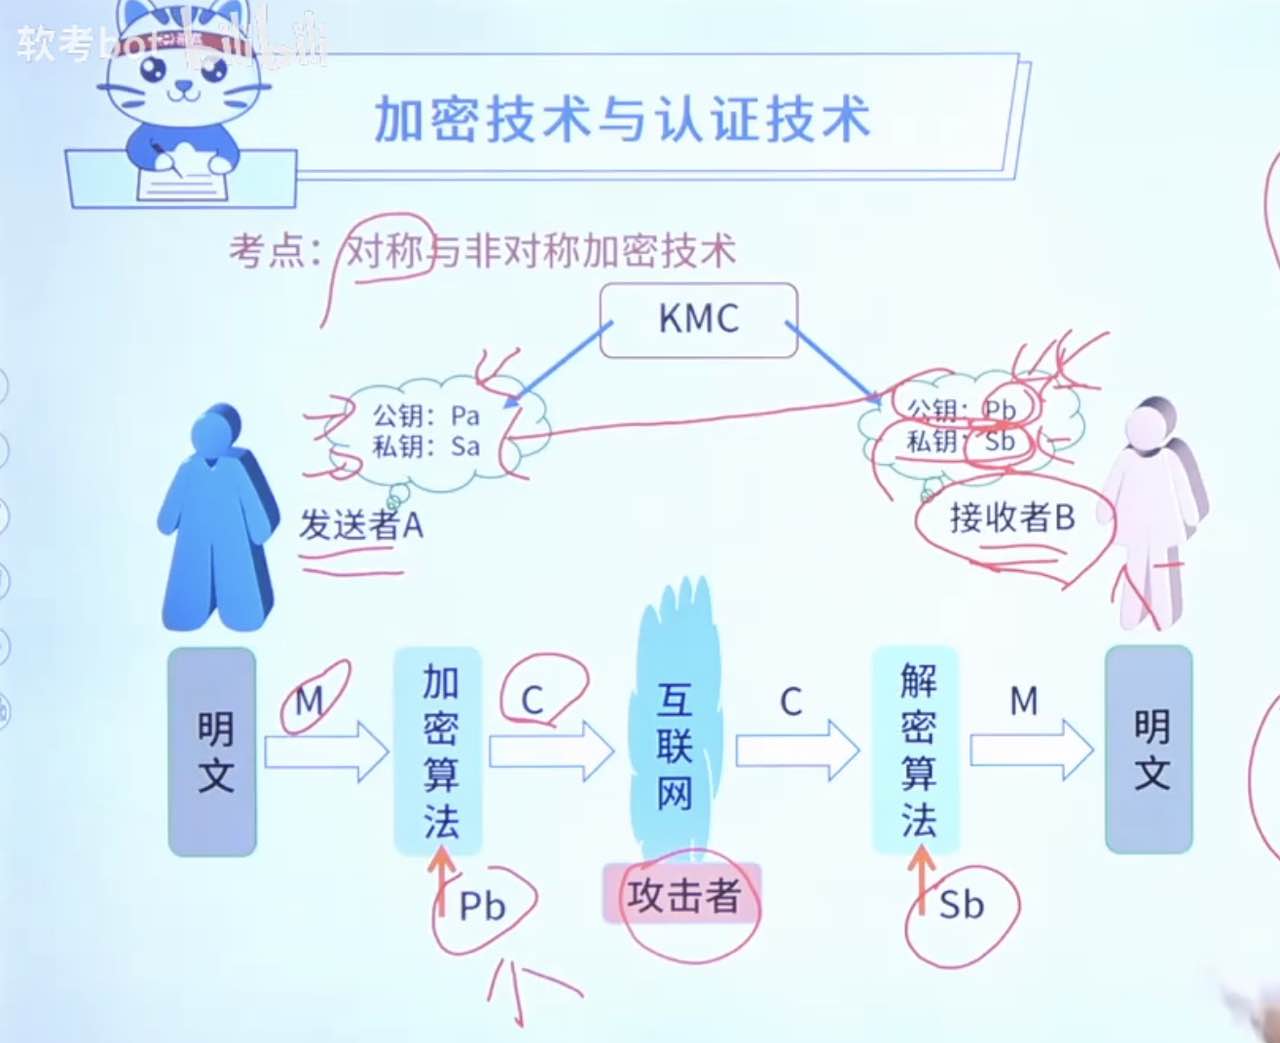 软考bot bilibili
加密技术与认证技术
考点：对称与非对称加密技术
KMC
公钥：Pa
私钥：Sa
公钥：Pb
私钥：Sb
发送者A
接收者B
明文
M
加密算法
C
互联网
C
解密算法
M
明文
Pb
攻击者
Sb